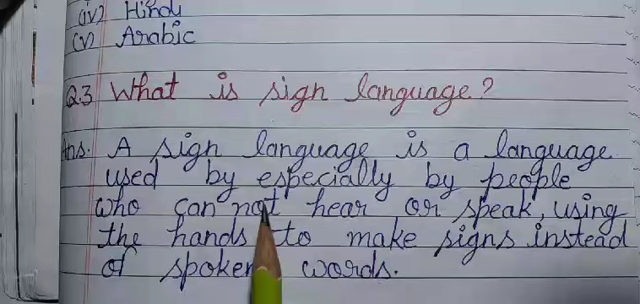 (iv) Hindi
(v) Arabic
Q.3 What is sign language?
Ans. A sign language is a language
used by especially by people
who can not hear or speak, using
the hands to make signs instead
of spoken words.